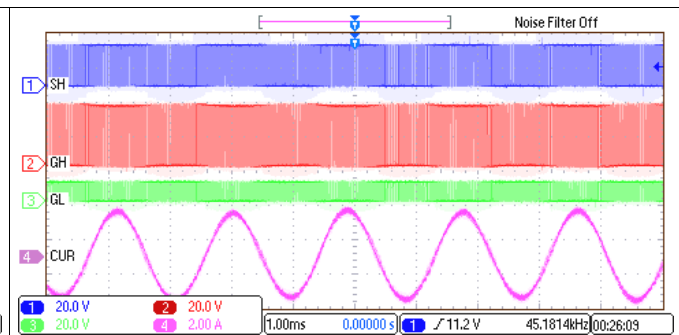 Noise Filter Off
1 SH
2 GH
3 GL
4 CUR
1 20.0 V 2 20.0 V
3 20.0 V 4 2.00 A
1.00ms 0.00000 s 1 11.2 V 45.1814kHz 00:26:09